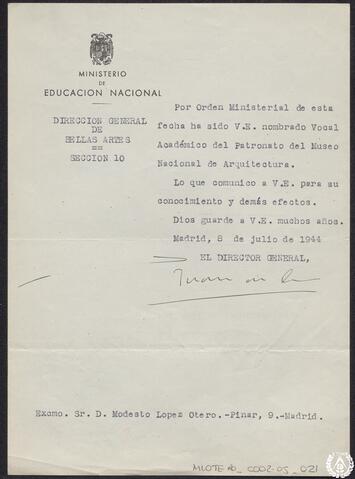 MINISTERIO
DE
EDUCACION NACIONAL
DIRECCION GENERAL
DE
BELLAS ARTES
==
SECCION 10
Por Orden Ministerial de esta
fecha ha sido V.E. nombrado Vocal
Académico del Patronato del Museo
Nacional de Arquitectura.
Lo que comunico a V.E. para su
conocimiento y demás efectos.
Dios guarde a V.E. muchos años.
Madrid, 8 de julio de 1944
EL DIRECTOR GENERAL,
Excmo. Sr. D. Modesto Lopez Otero.-Pinar, 9.-Madrid.